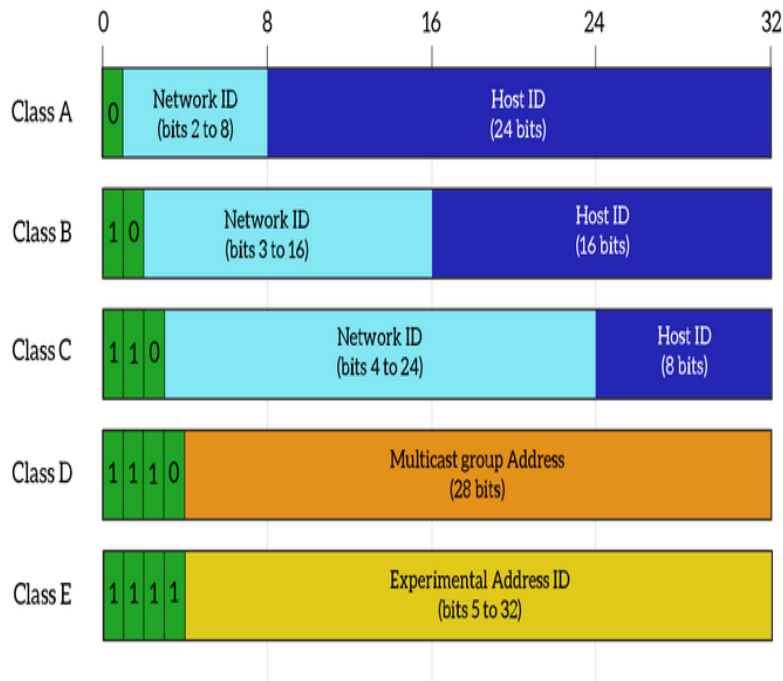 0 8 16 24 32
Class A
0
Network ID
(bits 2 to 8)
Host ID
(24 bits)
Class B
1 0
Network ID
(bits 3 to 16)
Host ID
(16 bits)
Class C
1 1 0
Network ID
(bits 4 to 24)
Host ID
(8 bits)
Class D
1 1 1 0
Multicast group Address
(28 bits)
Class E
1 1 1 1
Experimental Address ID
(bits 5 to 32)